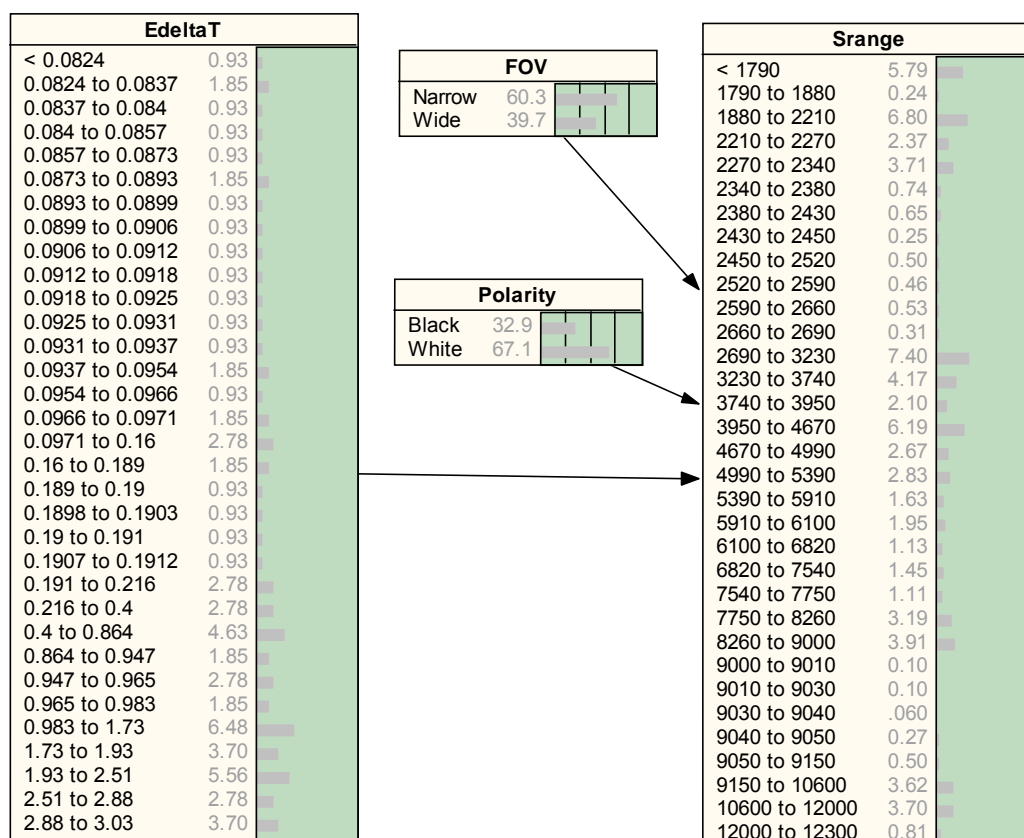 EdeltaT
< 0.0824 0.93
0.0824 to 0.0837 1.85
0.0837 to 0.084 0.93
0.084 to 0.0857 0.93
0.0857 to 0.0873 0.93
0.0873 to 0.0893 1.85
0.0893 to 0.0899 0.93
0.0899 to 0.0906 0.93
0.0906 to 0.0912 0.93
0.0912 to 0.0918 0.93
0.0918 to 0.0925 0.93
0.0925 to 0.0931 0.93
0.0931 to 0.0937 0.93
0.0937 to 0.0954 1.85
0.0954 to 0.0966 0.93
0.0966 to 0.0971 1.85
0.0971 to 0.16 2.78
0.16 to 0.189 1.85
0.189 to 0.19 0.93
0.1898 to 0.1903 0.93
0.19 to 0.191 0.93
0.1907 to 0.1912 0.93
0.191 to 0.216 2.78
0.216 to 0.4 2.78
0.4 to 0.864 4.63
0.864 to 0.947 1.85
0.947 to 0.965 2.78
0.965 to 0.983 1.85
0.983 to 1.73 6.48
1.73 to 1.93 3.70
1.93 to 2.51 5.56
2.51 to 2.88 2.78
2.88 to 3.03 3.70
FOV
Narrow 60.3
Wide 39.7
Polarity
Black 32.9
White 67.1
Srange
< 1790 5.79
1790 to 1880 0.24
1880 to 2210 6.80
2210 to 2270 2.37
2270 to 2340 3.71
2340 to 2380 0.74
2380 to 2430 0.65
2430 to 2450 0.25
2450 to 2520 0.50
2520 to 2590 0.46
2590 to 2660 0.53
2660 to 2690 0.31
2690 to 3230 7.40
3230 to 3740 4.17
3740 to 3950 2.10
3950 to 4670 6.19
4670 to 4990 2.67
4990 to 5390 2.83
5390 to 5910 1.63
5910 to 6100 1.95
6100 to 6820 1.13
6820 to 7540 1.45
7540 to 7750 1.11
7750 to 8260 3.19
8260 to 9000 3.91
9000 to 9010 0.10
9010 to 9030 0.10
9030 to 9040 .060
9040 to 9050 0.27
9050 to 9150 0.50
9150 to 10600 3.62
10600 to 12000 3.70
12000 to 12300 0.81